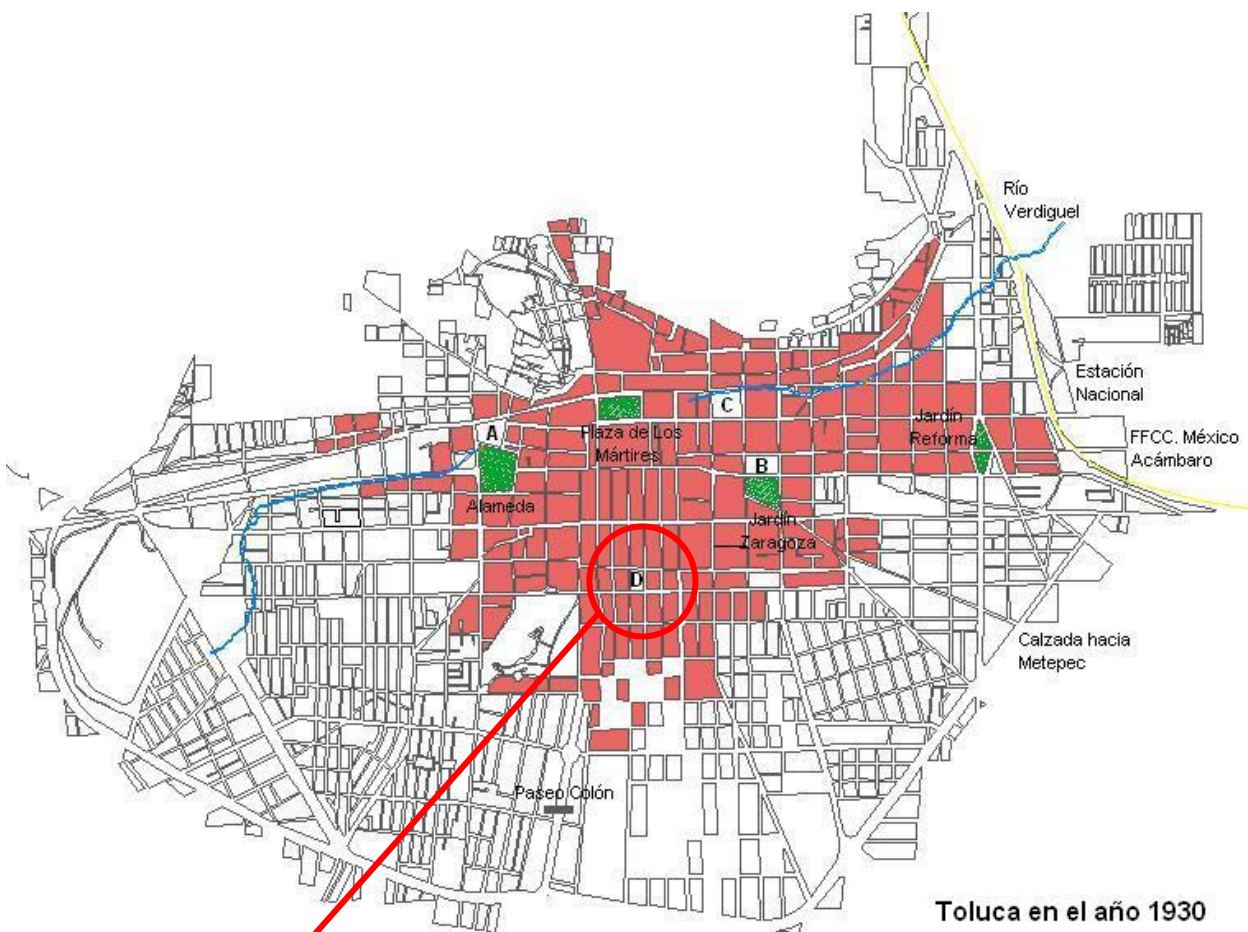 Río
Verdiguel
Estación
Nacional
C
Jardín
Reforma
A
Plaza de Los
Mártires
FFCC. México
Acámbaro
B
Alameda
Jardín
Zaragoza
D
Calzada hacia
Metepec
Paseo Colón
Toluca en el año 1930